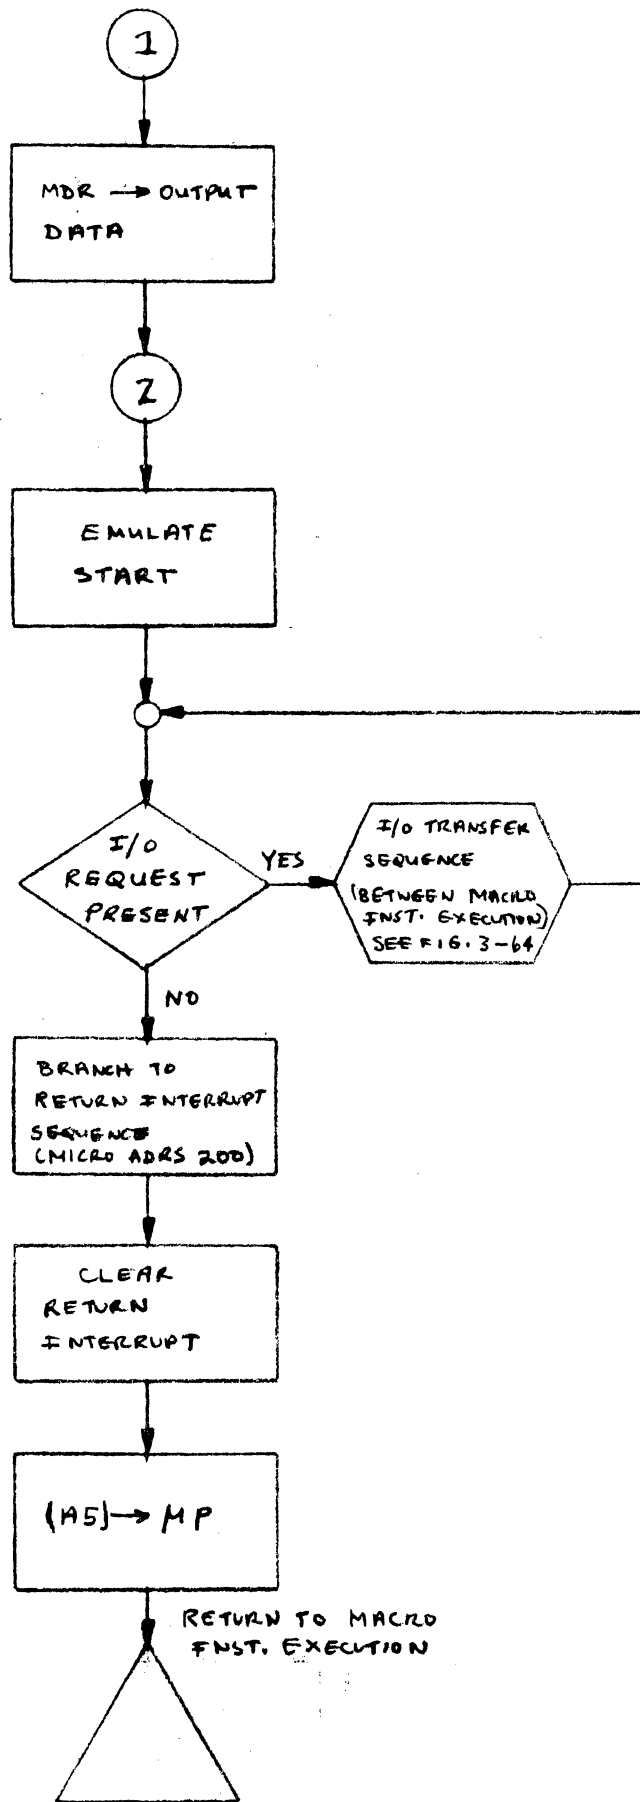 1
MDR → OUTPUT
DATA
2
EMULATE
START
I/O
REQUEST
PRESENT
YES
I/O TRANSFER
SEQUENCE
(BETWEEN MACRO
INST. EXECUTION)
SEE FIG. 3-64
NO
BRANCH TO
RETURN INTERRUPT
SEQUENCE
(MICRO ADRS 200)
CLEAR
RETURN
INTERRUPT
(A5) → μP
RETURN TO MACRO
INST. EXECUTION